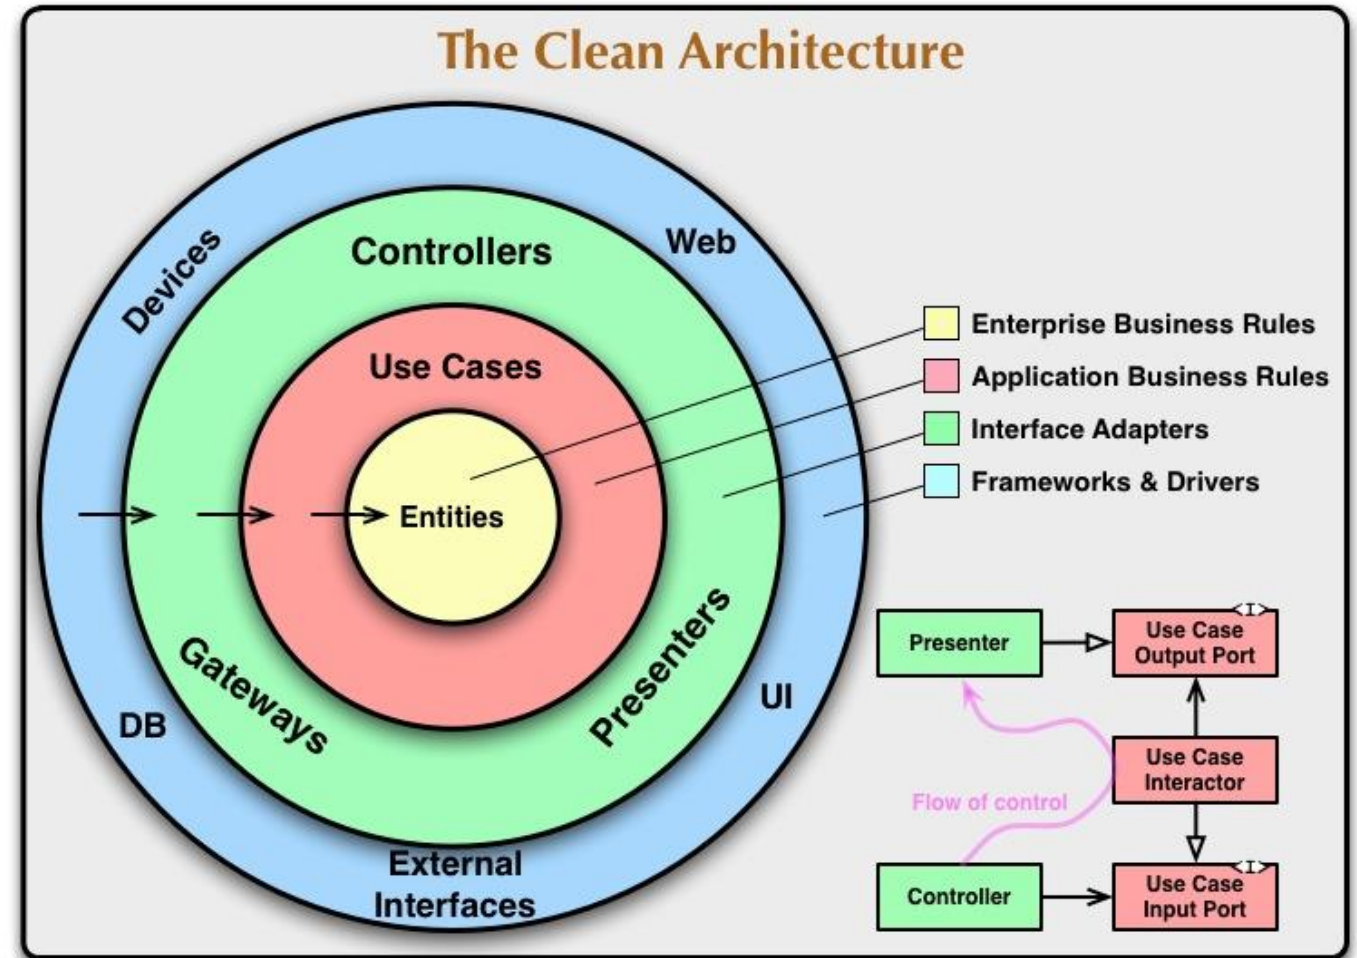 The Clean Architecture
Devices
Web
Controllers
Use Cases
Entities
Gateways
Presenters
DB
UI
External
Interfaces
Enterprise Business Rules
Application Business Rules
Interface Adapters
Frameworks & Drivers
Presenter
<I>
Use Case
Output Port
Use Case
Interactor
Flow of control
Controller
<I>
Use Case
Input Port